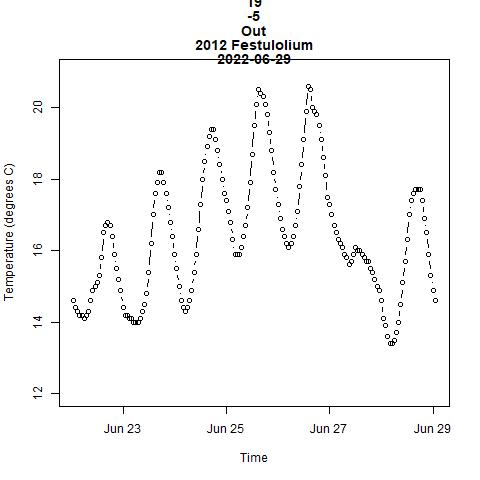 19
-5
Out
2012 Festulolium
2022-06-29
Temperature (degrees C)
20
18
16
14
12
Jun 23
Jun 25
Jun 27
Jun 29
Time